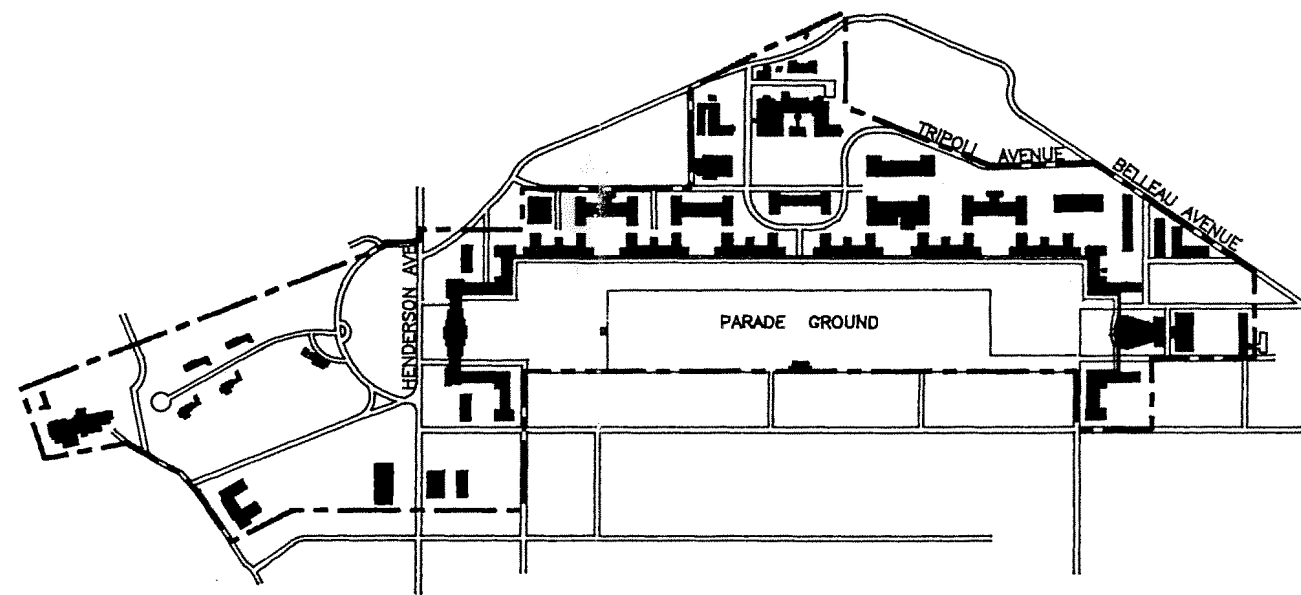 TRIPOLI AVENUE
BELLEAU AVENUE
HENDERSON AVE
PARADE GROUND